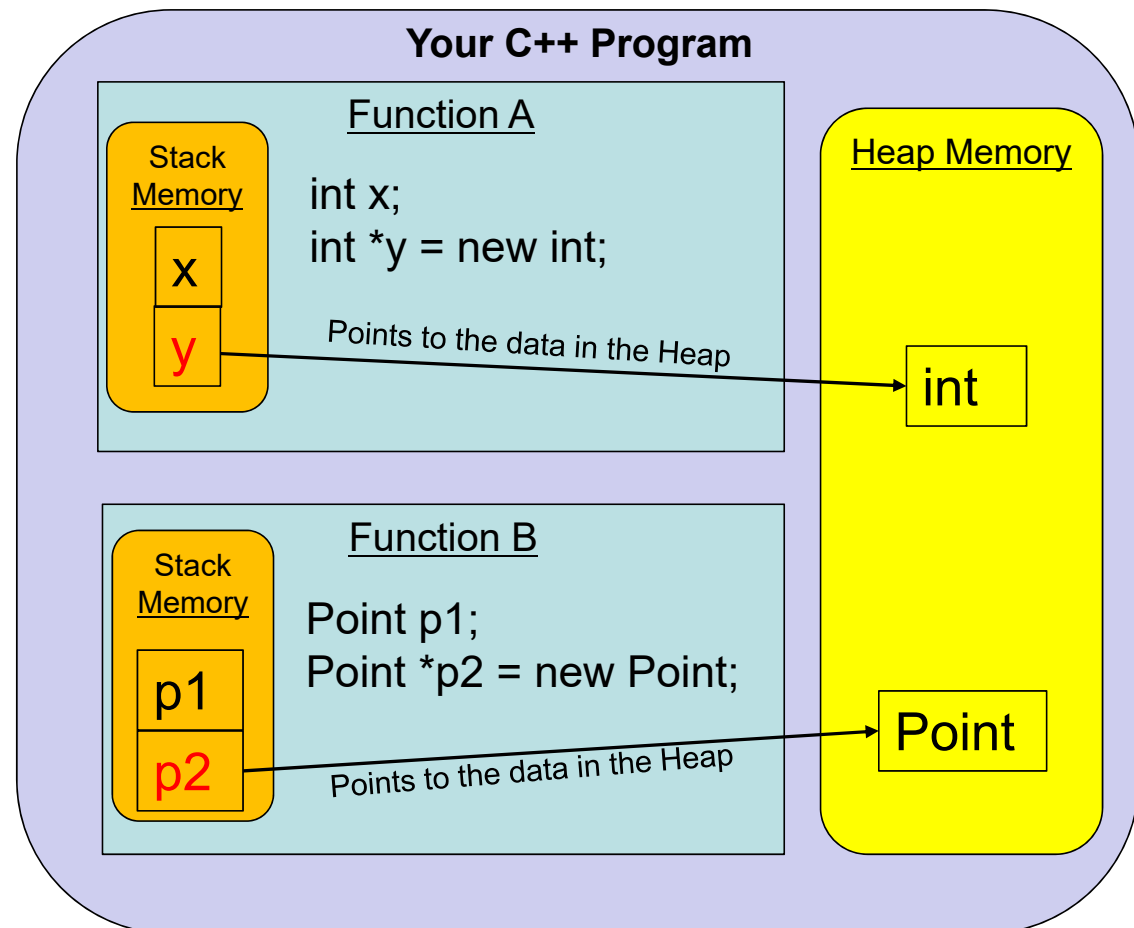 Your C++ Program
Function A
Stack
Memory
x
y
int x;
int *y = new int;
Points to the data in the Heap
Heap Memory
int
Function B
Stack
Memory
p1
p2
Point p1;
Point *p2 = new Point;
Points to the data in the Heap
Point